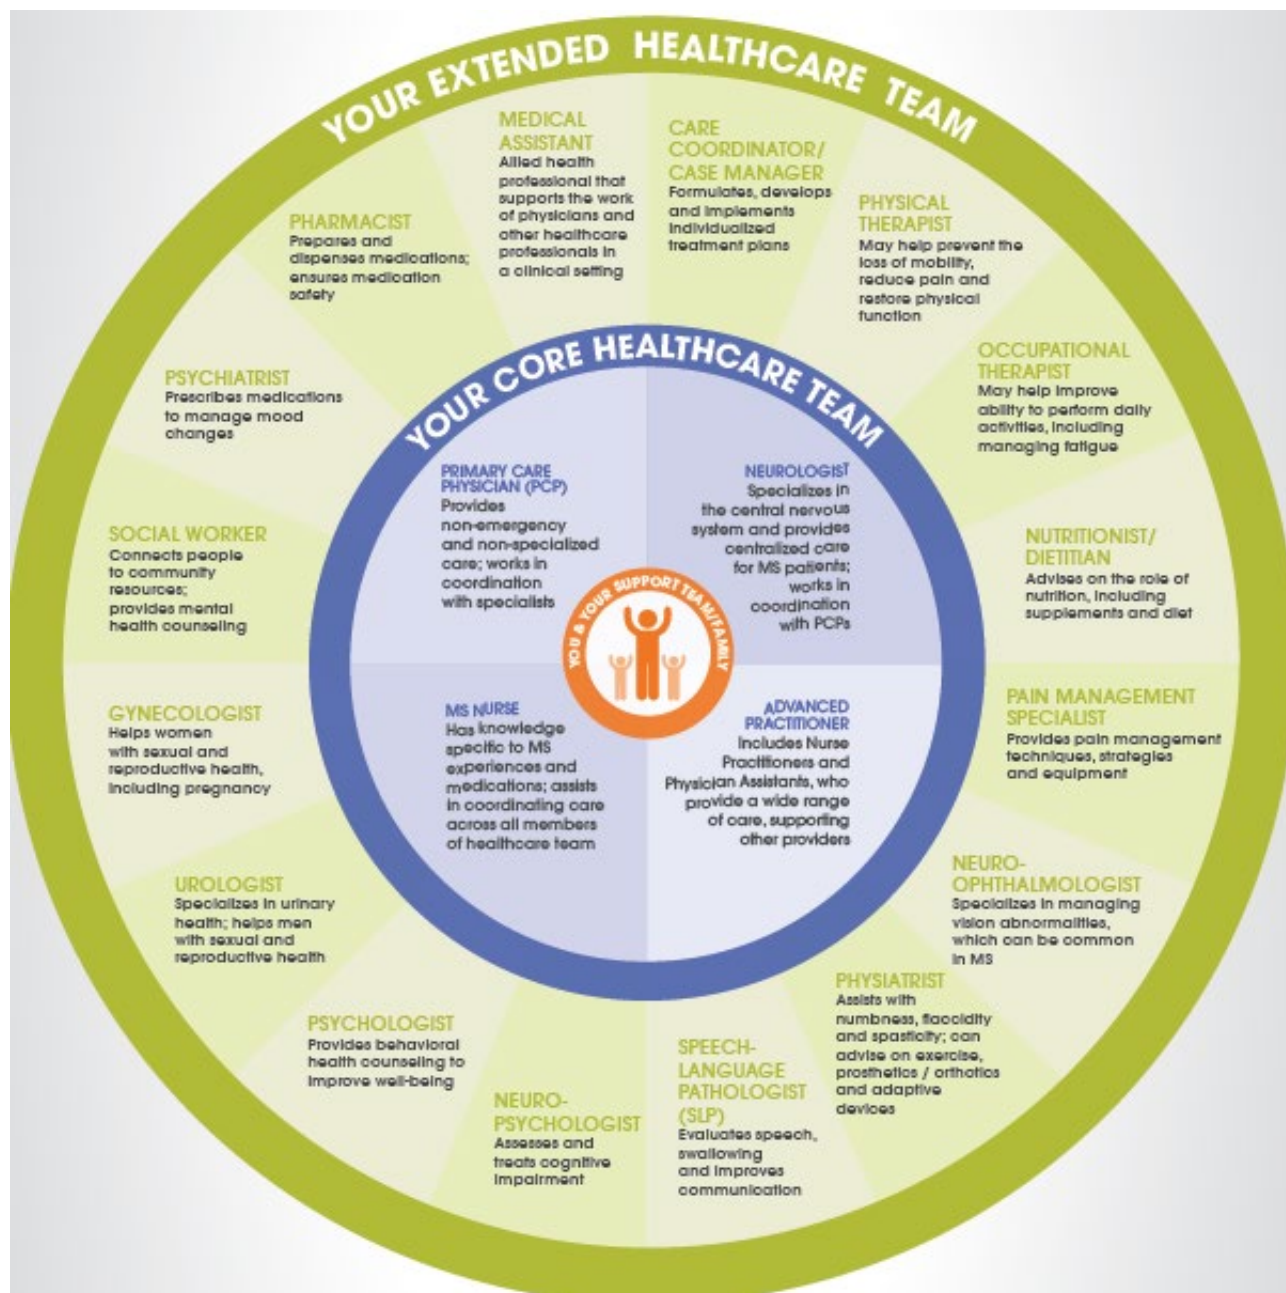 YOUR EXTENDED HEALTHCARE TEAM
MEDICAL
ASSISTANT
Allied health
professional that
supports the work
of physicians and
other healthcare
professionals in
a clinical setting
CARE
COORDINATOR/
CASE MANAGER
Formulates, develops
and implements
individualized
treatment plans
PHYSICAL
THERAPIST
May help prevent the
loss of mobility,
reduce pain and
restore physical
function
OCCUPATIONAL
THERAPIST
May help improve
ability to perform daily
activities, including
managing fatigue
NUTRITIONIST/
DIETITIAN
Advises on the role of
nutrition, including
supplements and diet
PAIN MANAGEMENT
SPECIALIST
Provides pain management
techniques, strategies
and equipment
NEURO-
OPHTHALMOLOGIST
Specializes in managing
vision abnormalities,
which can be common
in MS
PHYSIATRIST
Assists with
numbness, flaccidity
and spasticity; can
advise on exercise,
prosthetics / orthotics
and adaptive
devices
SPEECH-
LANGUAGE
PATHOLOGIST
(SLP)
Evaluates speech,
swallowing
and improves
communication
NEURO-
PSYCHOLOGIST
Assesses and
treats cognitive
impairment
PSYCHOLOGIST
Provides behavioral
health counseling to
improve well-being
UROLOGIST
Specializes in urinary
health; helps men
with sexual and
reproductive health
GYNECOLOGIST
Helps women
with sexual and
reproductive health,
including pregnancy
SOCIAL WORKER
Connects people
to community
resources;
provides mental
health counseling
PSYCHIATRIST
Prescribes medications
to manage mood
changes
PHARMACIST
Prepares and
dispenses medications;
ensures medication
safety
YOUR CORE HEALTHCARE TEAM
PRIMARY CARE
PHYSICIAN (PCP)
Provides
non-emergency
and non-specialized
care; works in
coordination
with specialists
NEUROLOGIST
Specializes in
the central nervous
system and provides
centralized care
for MS patients;
works in
coordination
with PCPs
MS NURSE
Has knowledge
specific to MS
experiences and
medications; assists
in coordinating care
across all members
of healthcare team
ADVANCED
PRACTITIONER
Includes Nurse
Practitioners and
Physician Assistants, who
provide a wide range
of care, supporting
other providers
YOU & YOUR SUPPORT TEAM/FAMILY